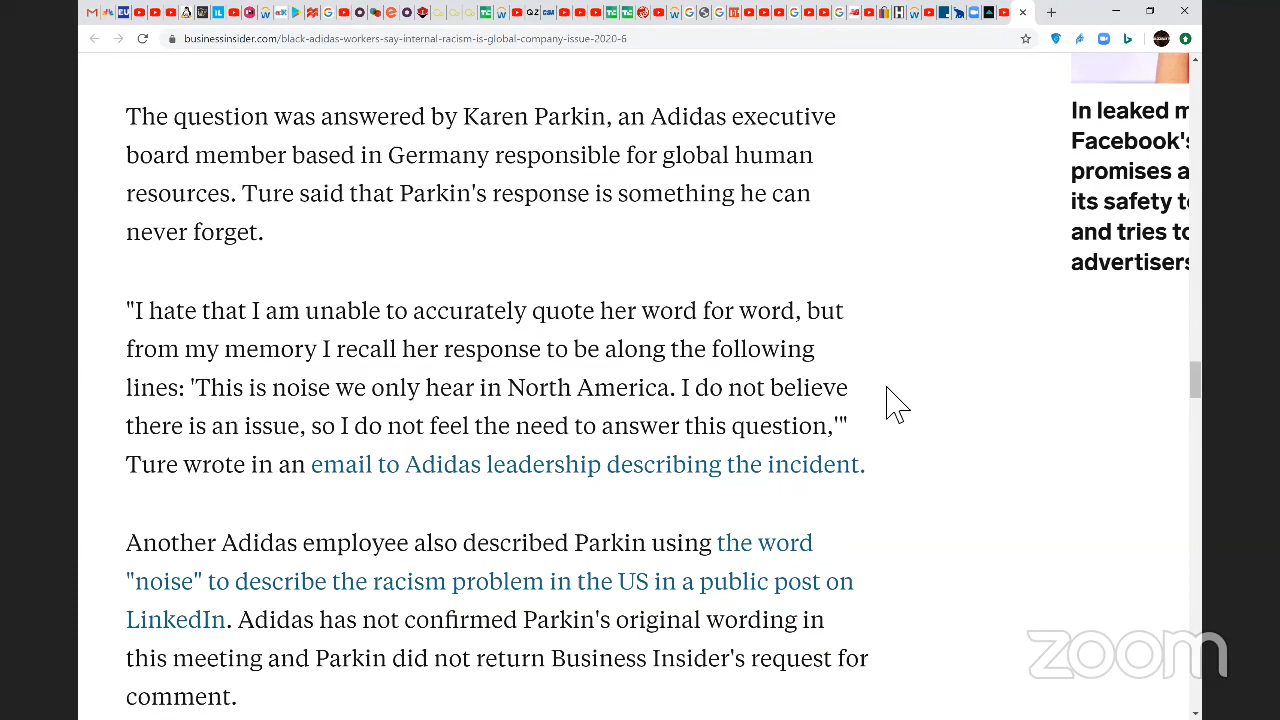 businessinsider.com/black-adidas-workers-say-internal-racism-is-global-company-issue-2020-6
The question was answered by Karen Parkin, an Adidas executive
board member based in Germany responsible for global human
resources. Ture said that Parkin's response is something he can
never forget.
"I hate that I am unable to accurately quote her word for word, but
from my memory I recall her response to be along the following
lines: 'This is noise we only hear in North America. I do not believe
there is an issue, so I do not feel the need to answer this question,'"
Ture wrote in an email to Adidas leadership describing the incident.
Another Adidas employee also described Parkin using the word
"noise" to describe the racism problem in the US in a public post on
LinkedIn. Adidas has not confirmed Parkin's original wording in
this meeting and Parkin did not return Business Insider's request for
comment.
In leaked m
Facebook's
promises a
its safety t
and tries to
advertisers
zoom